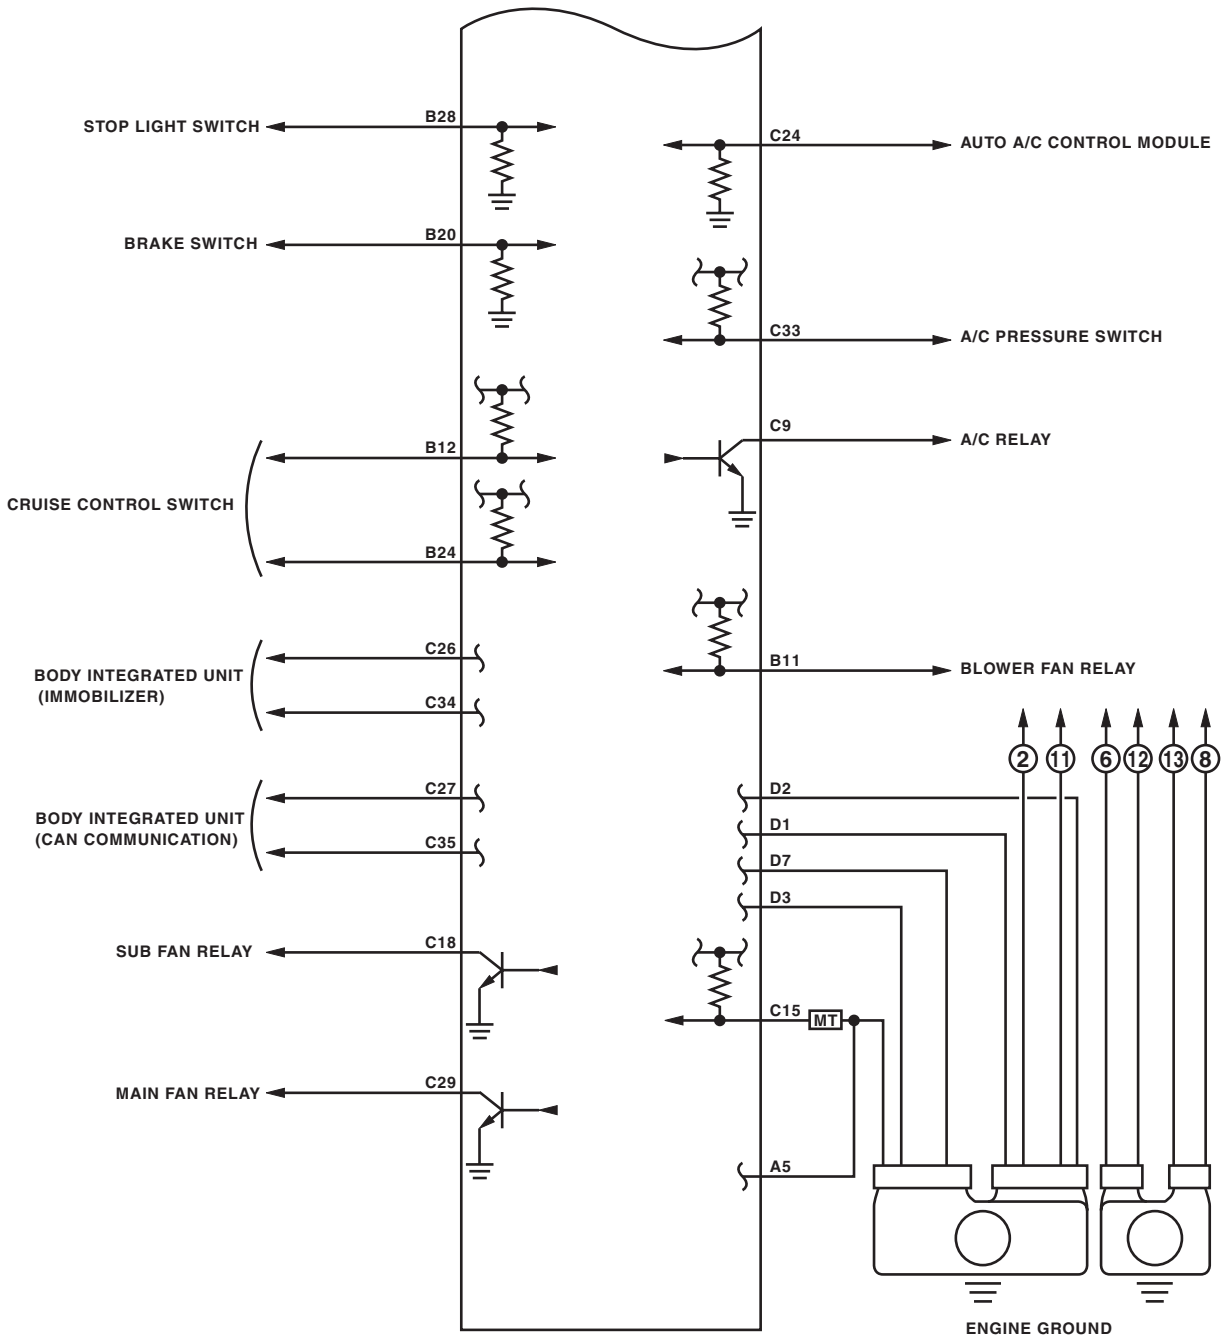 B28
STOP LIGHT SWITCH
C24
AUTO A/C CONTROL MODULE
B20
BRAKE SWITCH
C33
A/C PRESSURE SWITCH
C9
A/C RELAY
B12
CRUISE CONTROL SWITCH
B24
C26
BODY INTEGRATED UNIT
(IMMOBILIZER)
C34
B11
BLOWER FAN RELAY
2 11 6 12 13 8
C27
BODY INTEGRATED UNIT
(CAN COMMUNICATION)
C35
D2
D1
D7
D3
C18
SUB FAN RELAY
C15 MT
C29
MAIN FAN RELAY
A5
ENGINE GROUND